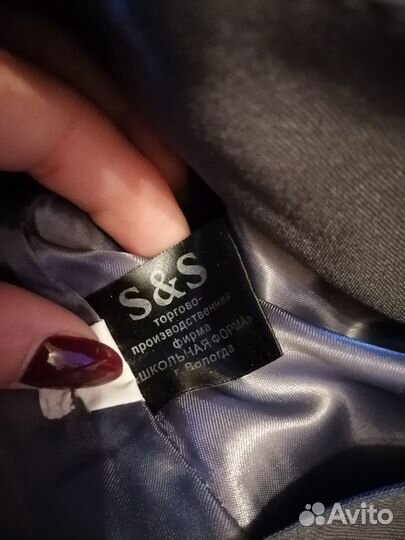 S&S
торгово-
производственная
фирма
«ШКОЛЬНАЯ ФОРМА»
г. Вологда
Avito